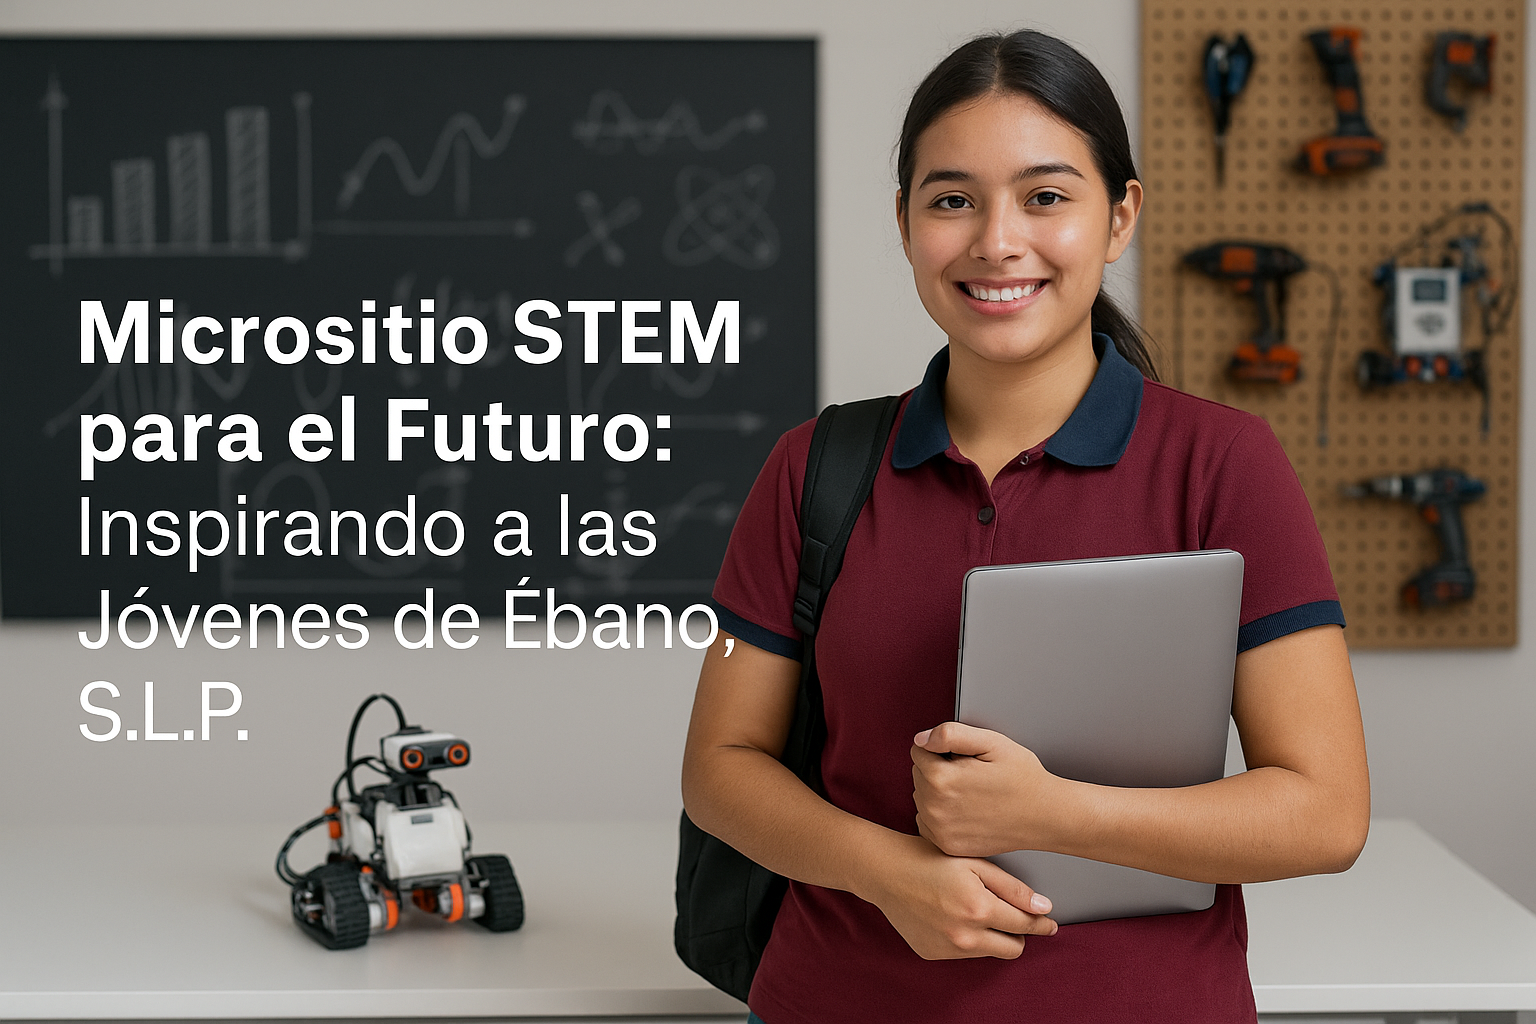 Micrositio STEM
para el Futuro:
Inspirando a las
Jóvenes de Ébano,
S.L.P.